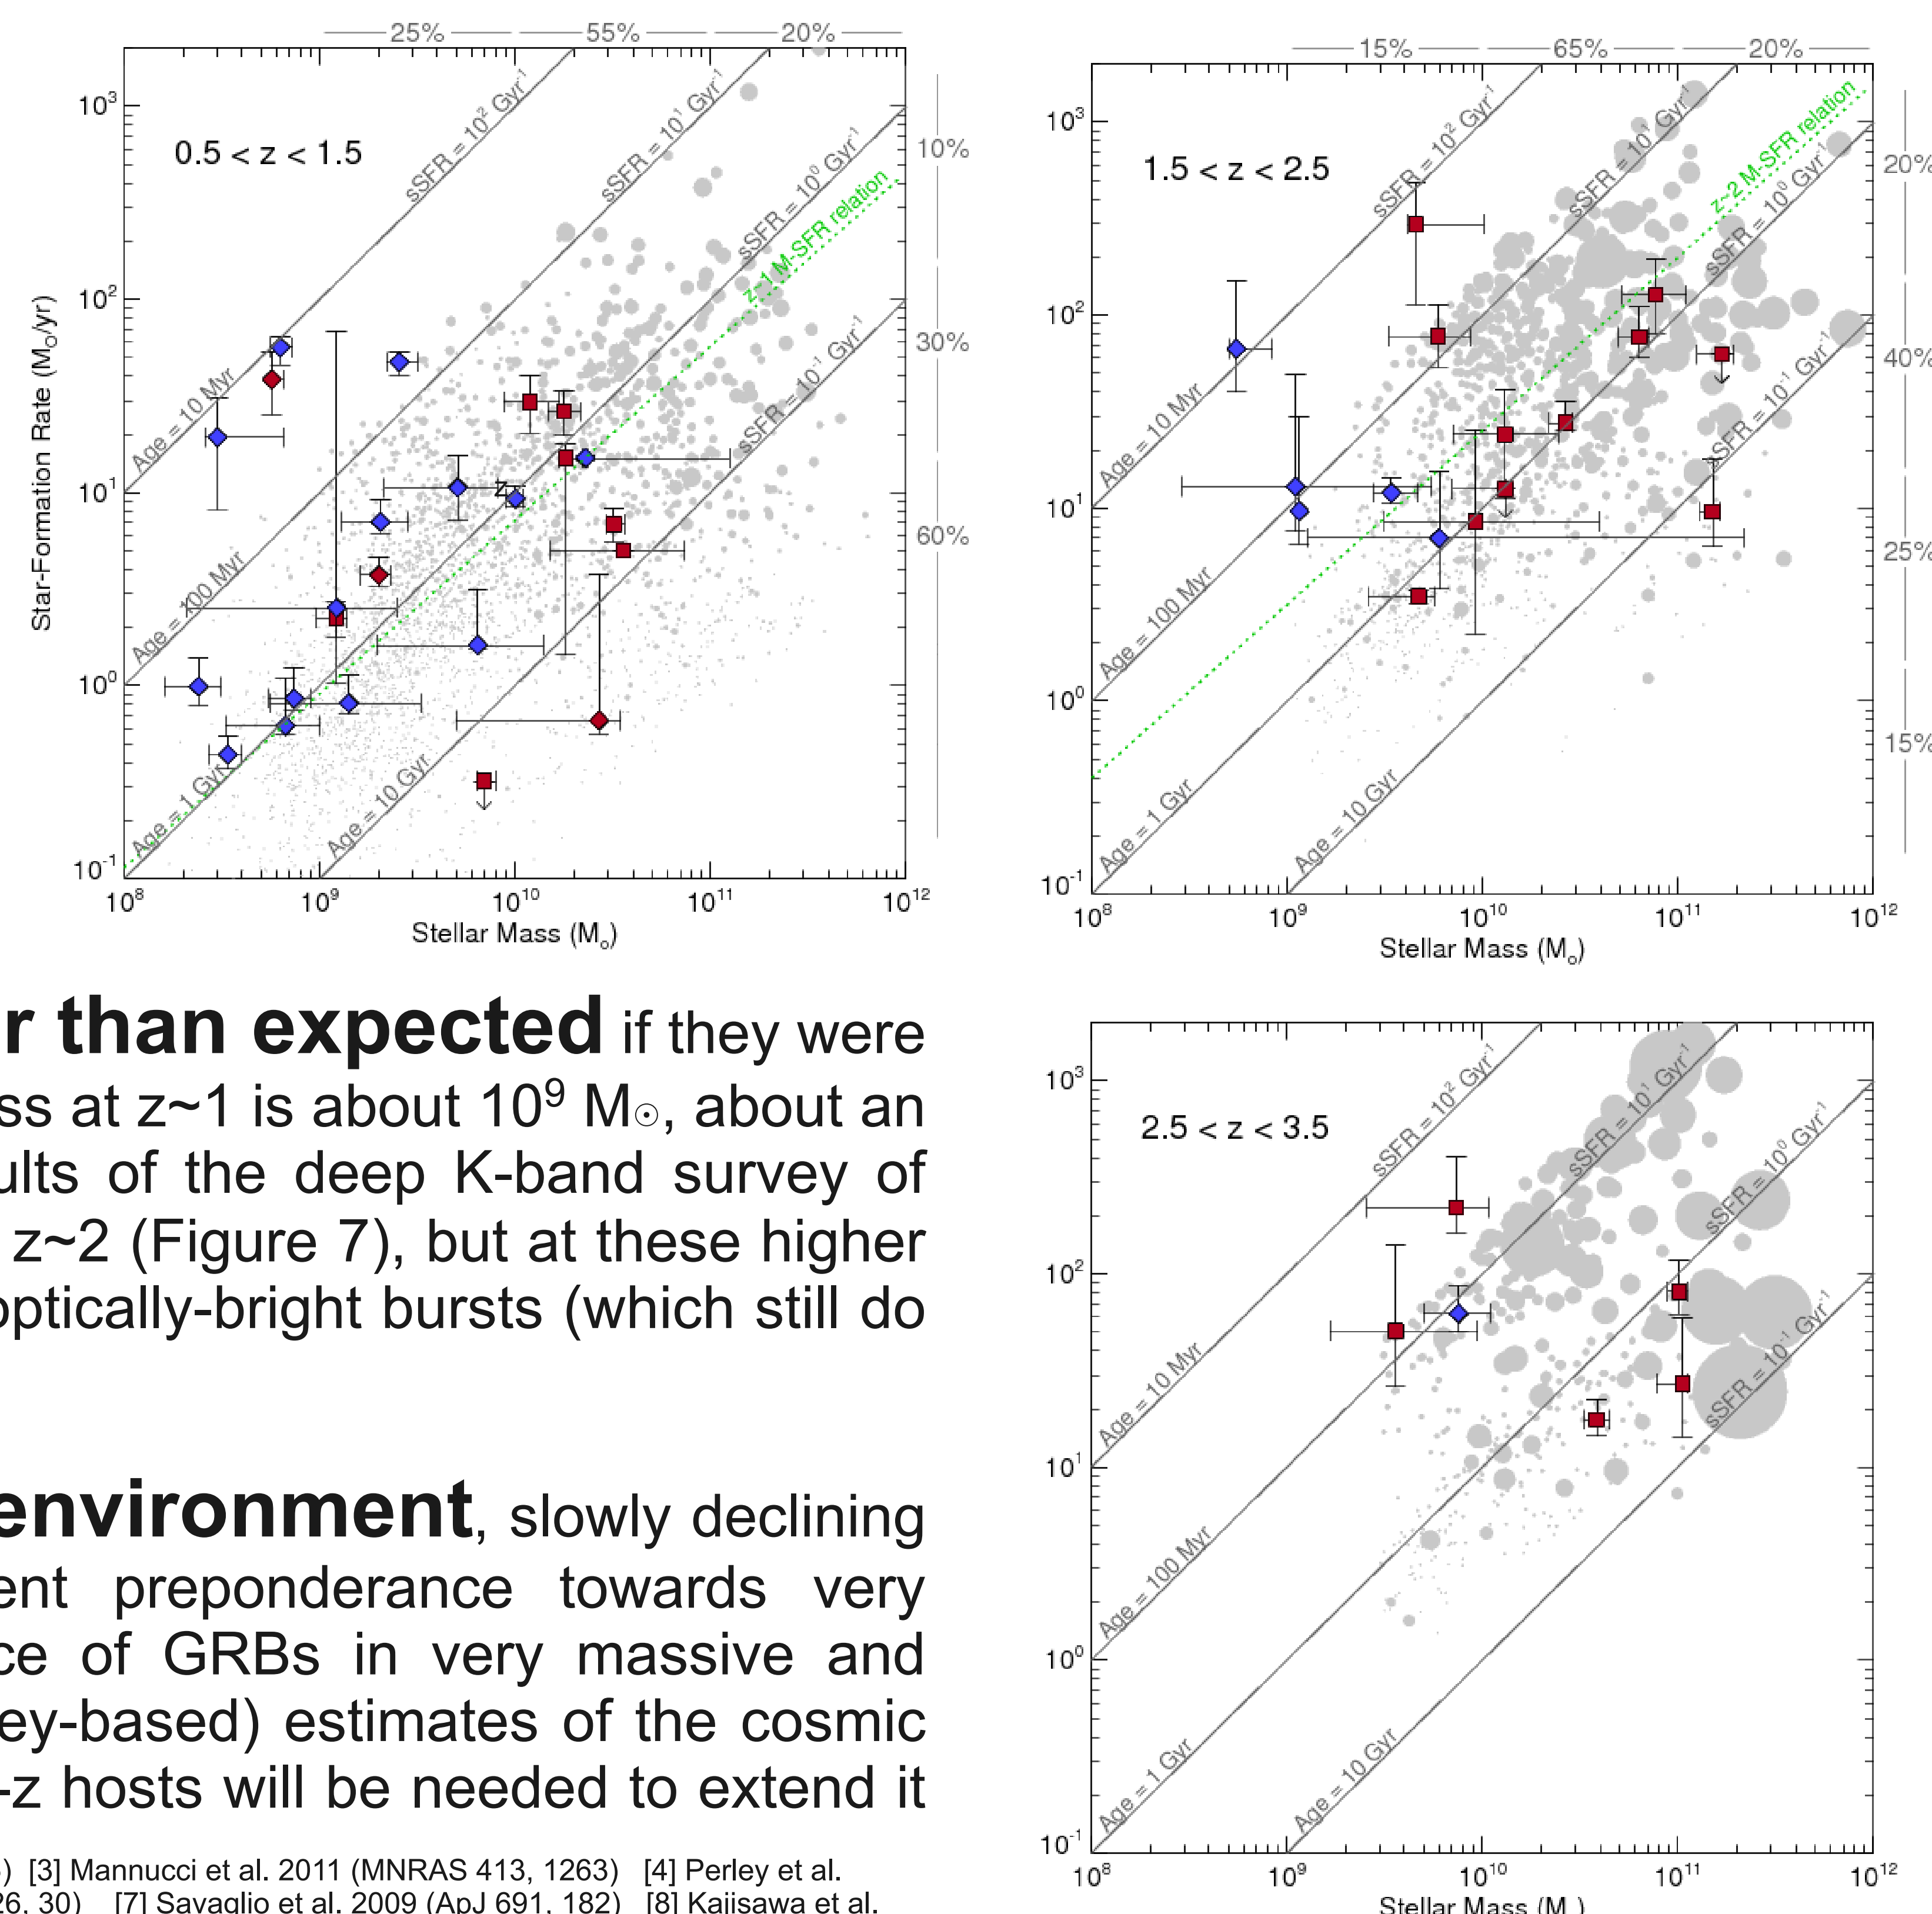 25% 55% 20%
10³
10²
10¹
10⁰
10⁻¹
Star-Formation Rate (M☉/yr)
0.5 < z < 1.5
sSFR = 10² Gyr⁻¹
sSFR = 10¹ Gyr⁻¹
sSFR = 10⁰ Gyr⁻¹
z~1 M-SFR relation
sSFR = 10⁻¹ Gyr⁻¹
Age = 10 Myr
Age = 100 Myr
Age = 1 Gyr
Age = 10 Gyr
10%
30%
60%
10⁸ 10⁹ 10¹⁰ 10¹¹ 10¹²
Stellar Mass (M₀)
15% 65% 20%
10³
10²
10¹
10⁰
10⁻¹
1.5 < z < 2.5
sSFR = 10² Gyr⁻¹
sSFR = 10¹ Gyr⁻¹
z~2 M-SFR relation
sSFR = 10⁰ Gyr⁻¹
sSFR = 10⁻¹ Gyr⁻¹
Age = 10 Myr
Age = 100 Myr
Age = 1 Gyr
Age = 10 Gyr
20%
40%
25%
15%
10⁸ 10⁹ 10¹⁰ 10¹¹ 10¹²
Stellar Mass (M₀)
r than expected if they were
ss at z~1 is about 10⁹ M☉, about an
ults of the deep K-band survey of
z~2 (Figure 7), but at these higher
optically-bright bursts (which still do
environment, slowly declining
ent preponderance towards very
ce of GRBs in very massive and
ey-based) estimates of the cosmic
-z hosts will be needed to extend it
) [3] Mannucci et al. 2011 (MNRAS 413, 1263) [4] Perley et al.
26, 30) [7] Savaglio et al. 2009 (ApJ 691, 182) [8] Kajisawa et al.
10³
10²
10¹
10⁰
10⁻¹
2.5 < z < 3.5
sSFR = 10² Gyr⁻¹
sSFR = 10¹ Gyr⁻¹
sSFR = 10⁰ Gyr⁻¹
sSFR = 10⁻¹ Gyr⁻¹
Age = 10 Myr
Age = 100 Myr
Age = 1 Gyr
Age = 10 Gyr
10⁸ 10⁹ 10¹⁰ 10¹¹ 10¹²
Stellar Mass (M